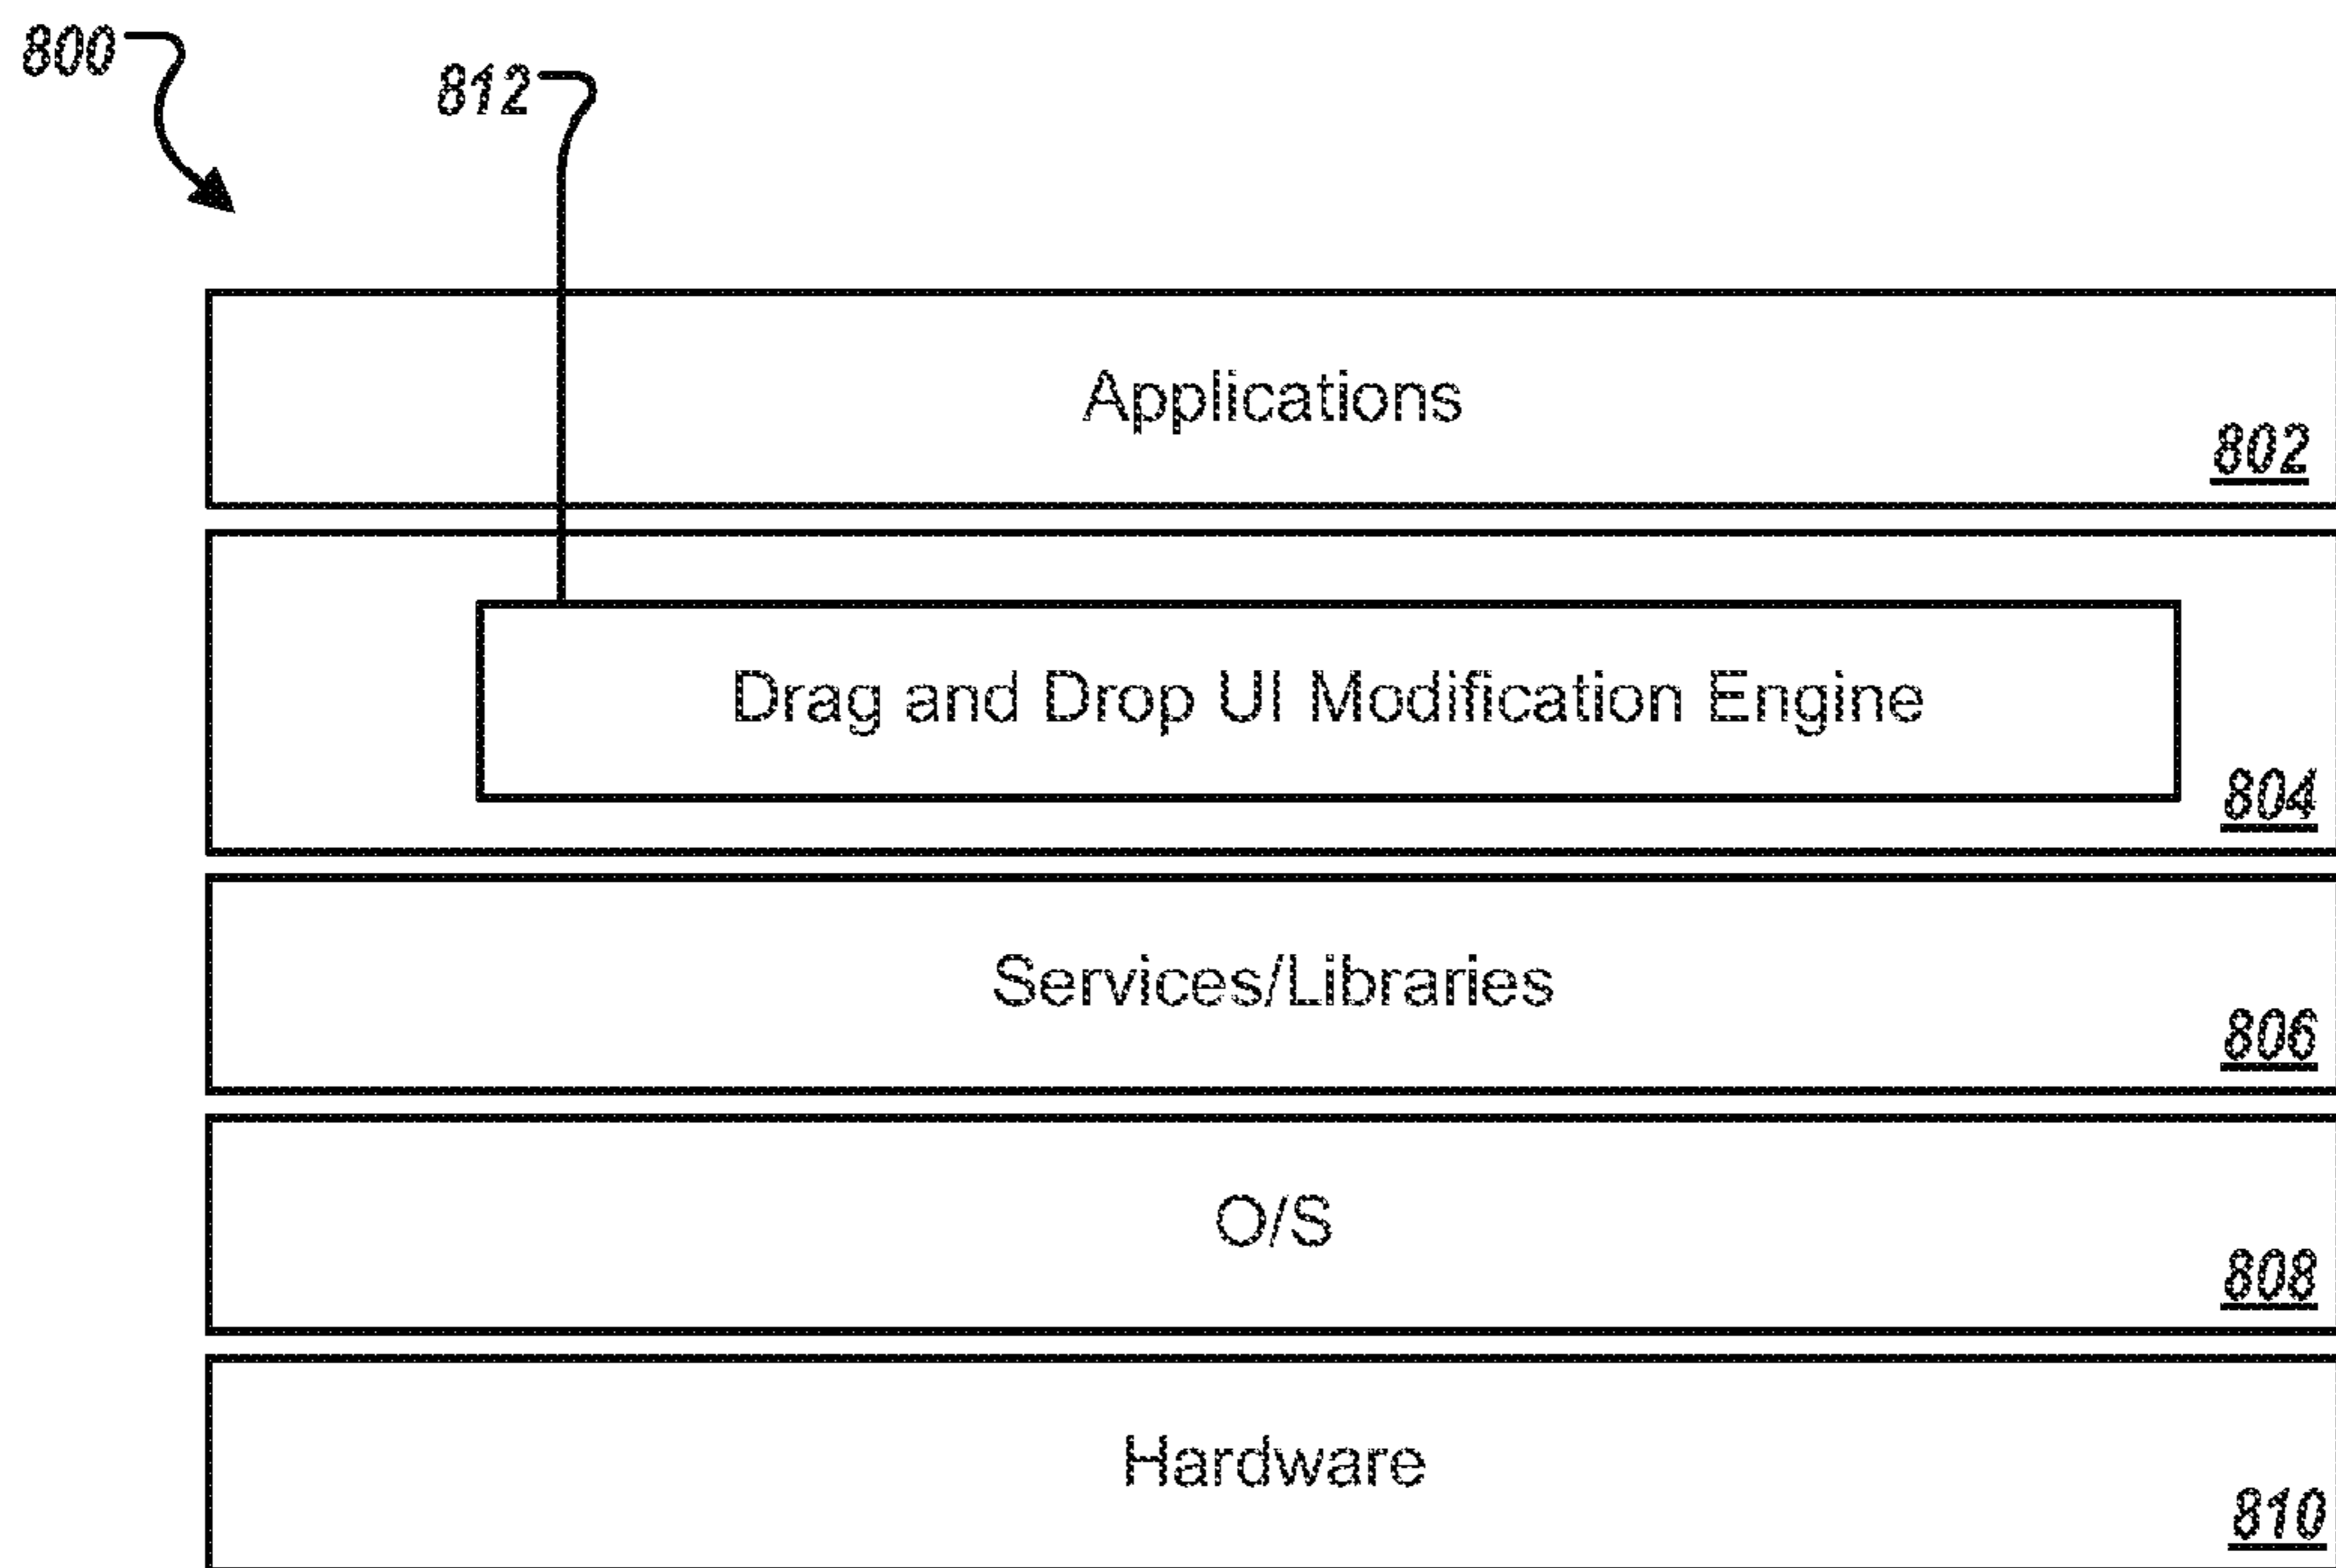 800
812
Applications
802
Drag and Drop UI Modification Engine
804
Services/Libraries
806
O/S
808
Hardware
810